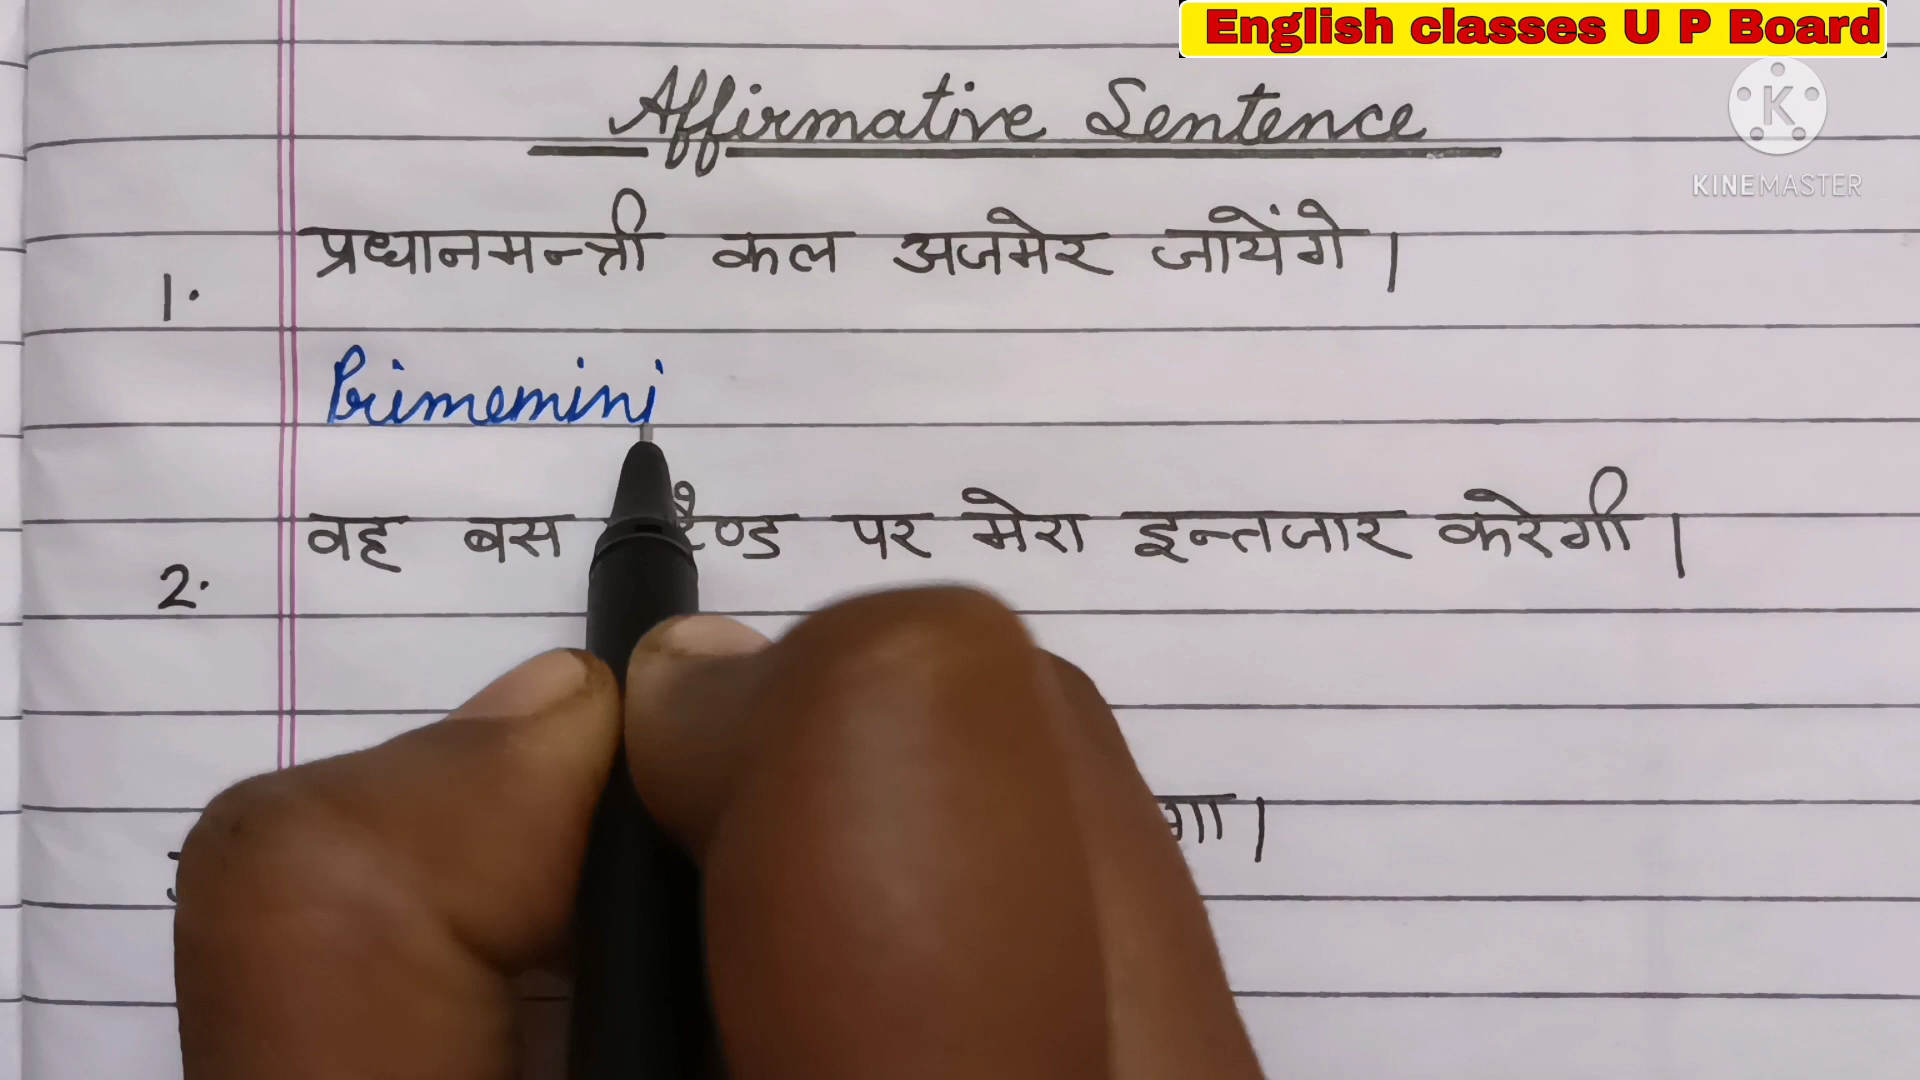 English classes U P Board
Affirmative Sentence
K
KINEMASTER
1. प्रधानमन्त्री कल अजमेर जायेंगे।
Primemini
2. वह बस पर मेरा इन्तजार करेगी।